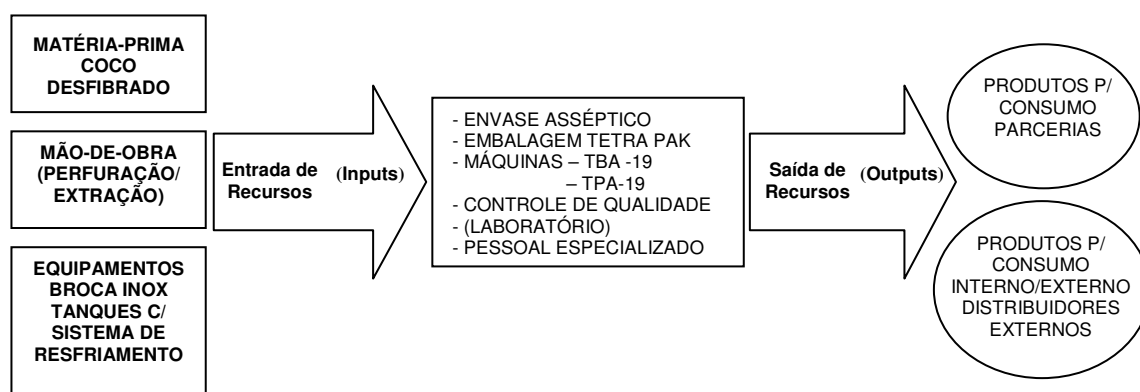 MATÉRIA-PRIMA
COCO
DESFIBRADO
MÃO-DE-OBRA
(PERFURAÇÃO/
EXTRAÇÃO)
EQUIPAMENTOS
BROCA INOX
TANQUES C/
SISTEMA DE
RESFRIAMENTO
Entrada de (Inputs)
Recursos
- ENVASE ASSÉPTICO
- EMBALAGEM TETRA PAK
- MÁQUINAS – TBA -19
– TPA-19
- CONTROLE DE QUALIDADE
- (LABORATÓRIO)
- PESSOAL ESPECIALIZADO
Saída de (Outputs)
Recursos
PRODUTOS P/
CONSUMO
PARCERIAS
PRODUTOS P/
CONSUMO
INTERNO/EXTERNO
DISTRIBUIDORES
EXTERNOS